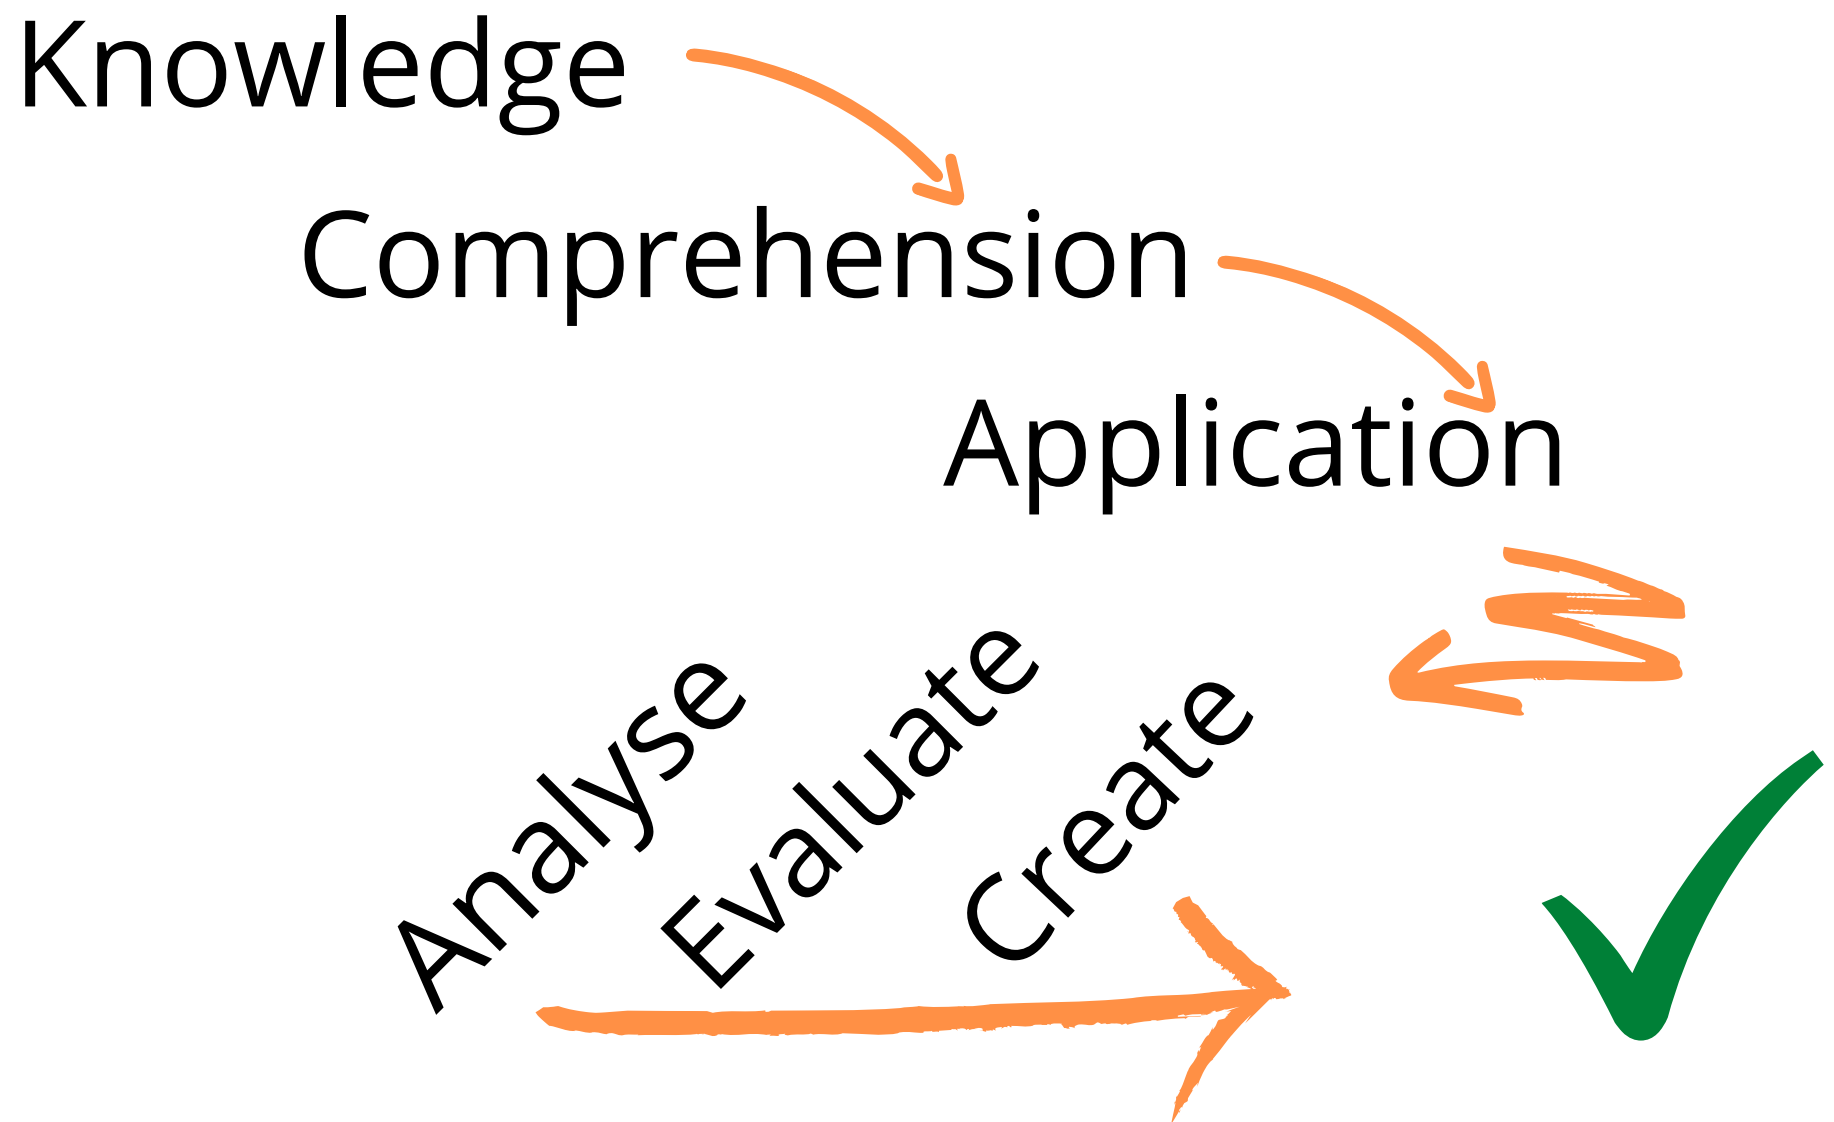 Knowledge
Comprehension
Application
Analyse
Evaluate
Create